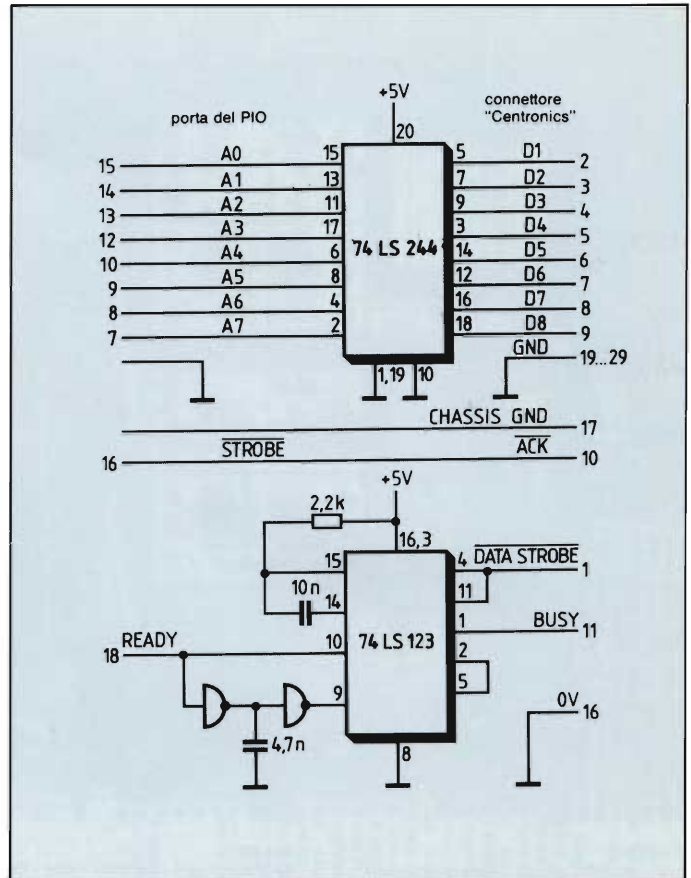 +5V
porta del PIO
connettore
"Centronics"
20
15 A0 15 5 D1 2
14 A1 13 7 D2 3
13 A2 11 9 D3 4
12 A3 17 3 D4 5
10 A4 6 14 D5 6
9 A5 8 12 D6 7
8 A6 4 16 D7 8
7 A7 2 18 D8 9
74 LS 244
GND 19...29
1,19 10
CHASSIS GND 17
16 STROBE ACK 10
+5V
2,2k
16,3
15 4 DATA STROBE 1
10n 14 11
18 READY 10 74 LS 123 1 BUSY 11
2
9 5
4,7n
0V 16
8